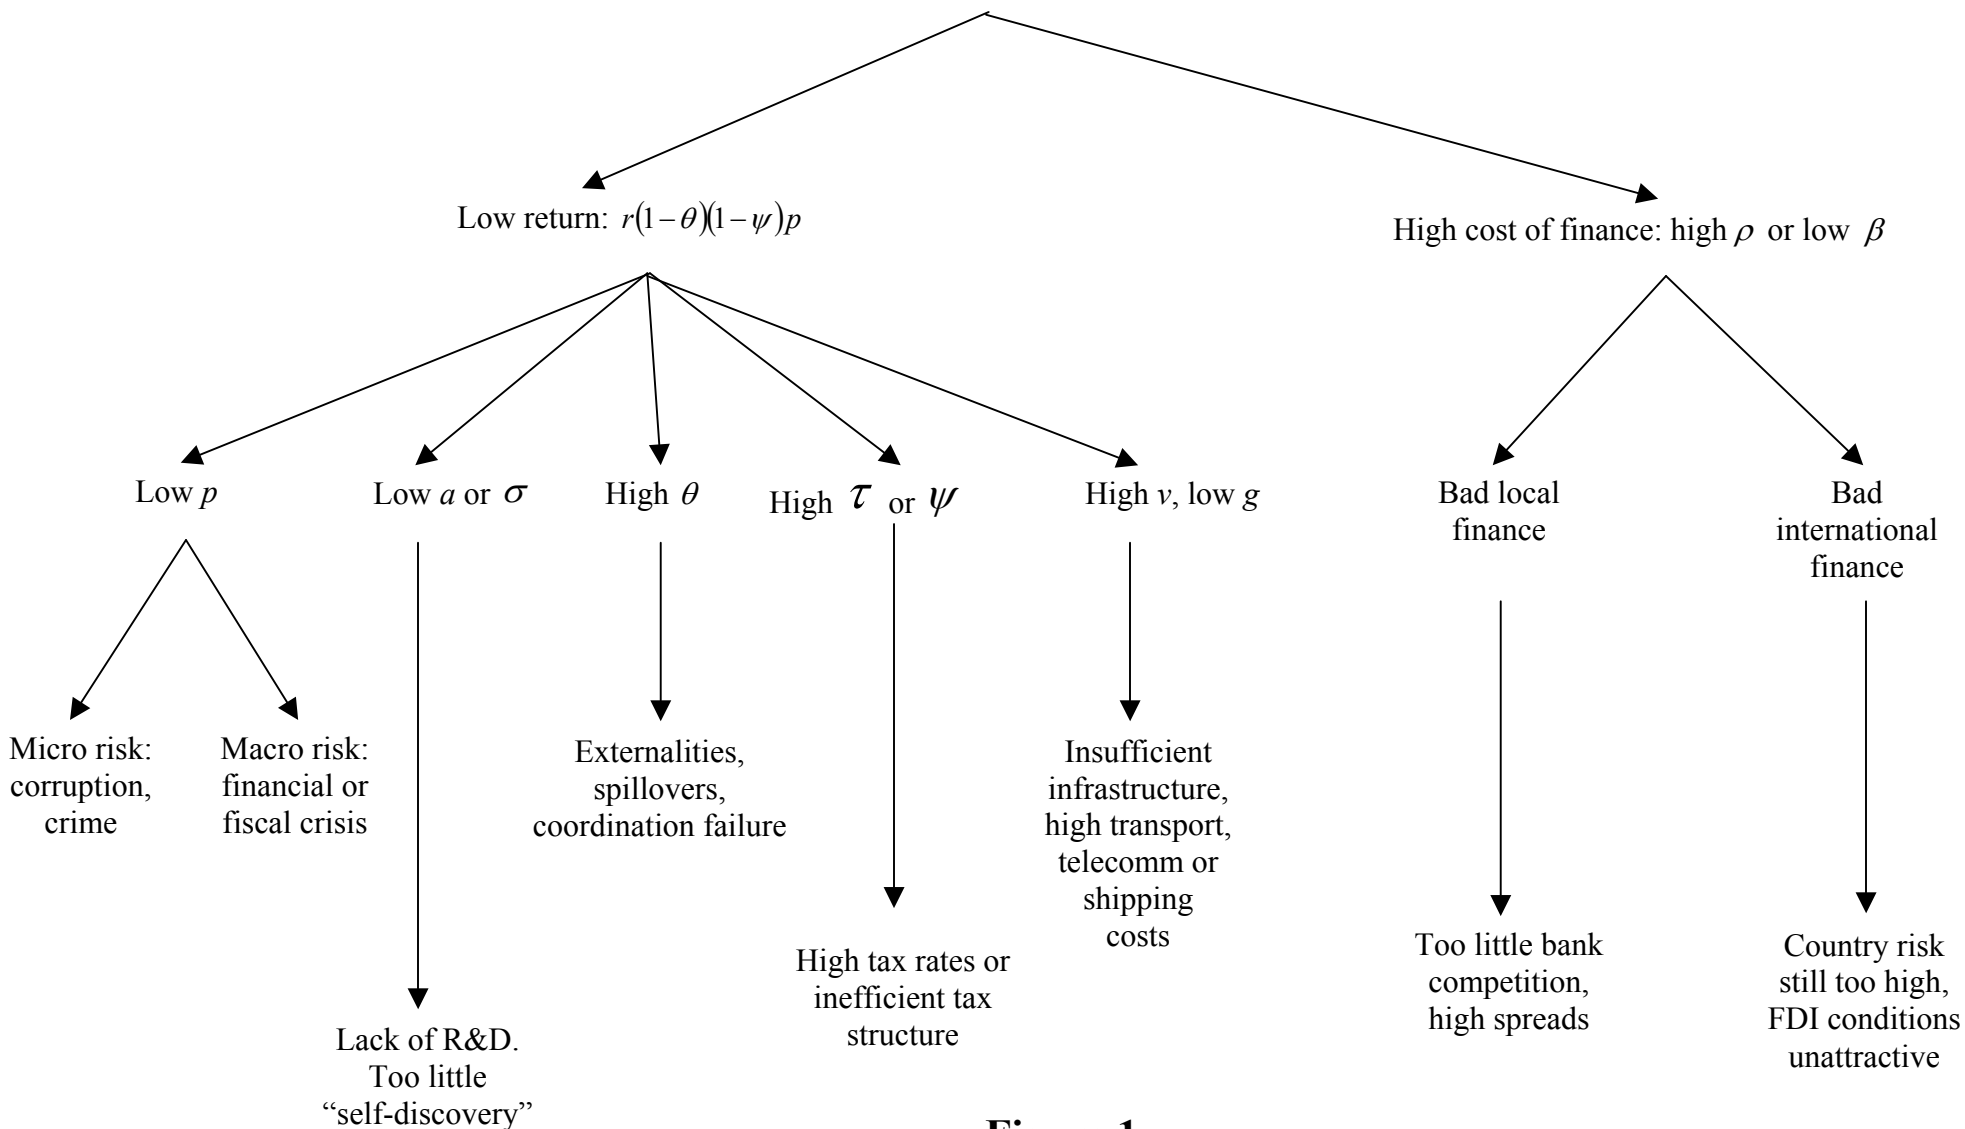 Low return: r(1−θ)(1−ψ)p
High cost of finance: high ρ or low β
Low p
Low a or σ
High θ
High τ or ψ
High v, low g
Bad local
finance
Bad
international
finance
Micro risk:
corruption,
crime
Macro risk:
financial or
fiscal crisis
Externalities,
spillovers,
coordination failure
Insufficient
infrastructure,
high transport,
telecomm or
shipping
costs
High tax rates or
inefficient tax
structure
Too little bank
competition,
high spreads
Country risk
still too high,
FDI conditions
unattractive
Lack of R&D.
Too little
“self-discovery”
Figure 1